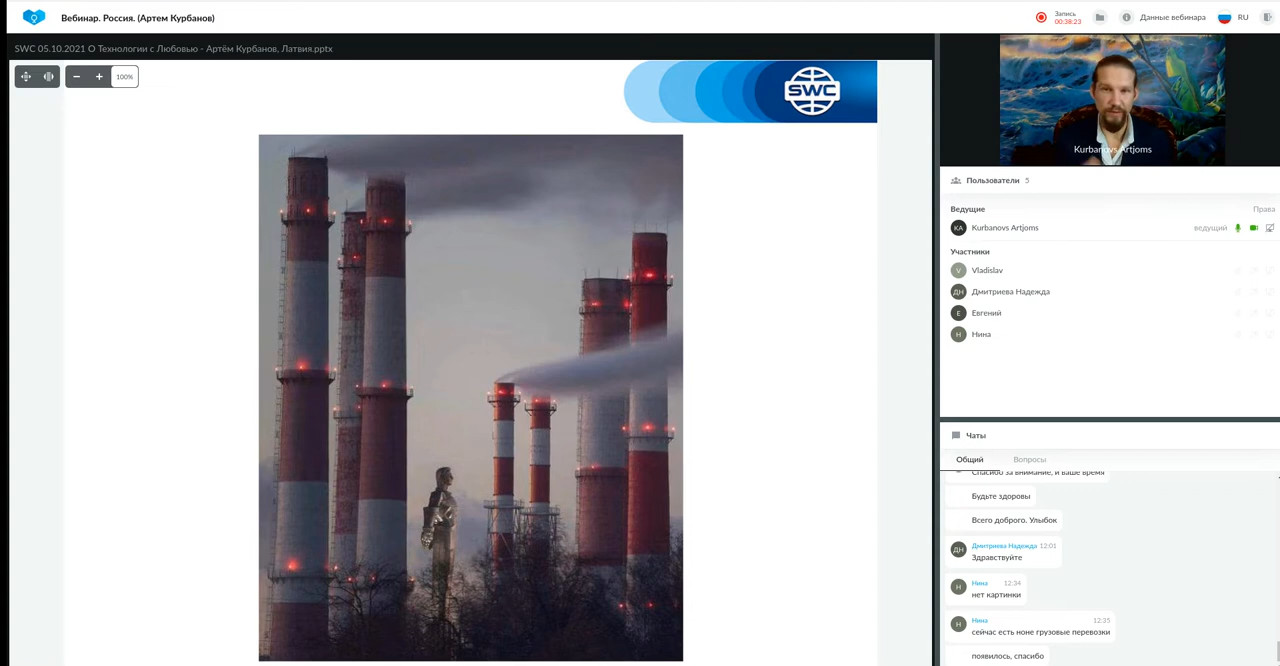 Вебинар. Россия. (Артем Курбанов)
Запись
00:38:23
Данные вебинара
RU
SWC 05.10.2021 О Технологии с Любовью - Артём Курбанов, Латвия.pptx
100%
SWC
Kurbanovs Artjoms
Пользователи 5
Ведущие
Права
KA
Kurbanovs Artjoms
ведущий
Участники
V
Vladislav
ДН
Дмитриева Надежда
Е
Евгений
Н
Нина
Чаты
Общий
Вопросы
Спасибо за внимание, и ваше время
Будьте здоровы
Всего доброго. Улыбок
ДН
Дмитриева Надежда 12:01
Здравствуйте
Н
Нина 12:34
нет картинки
Н
Нина 12:35
сейчас есть ноне грузовые перевозки
появилось, спасибо